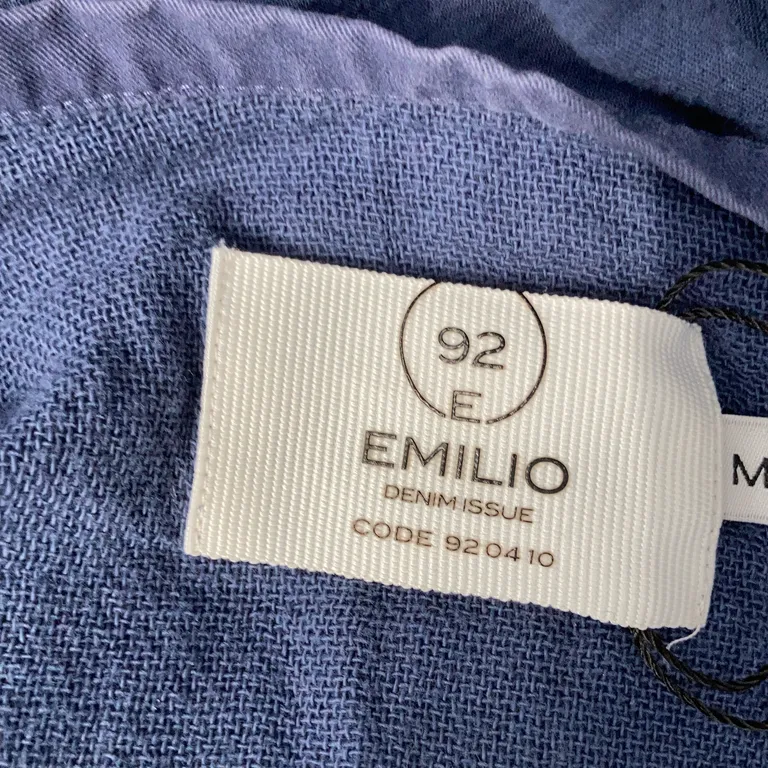 92
E
EMILIO
DENIM ISSUE
CODE 920410
M